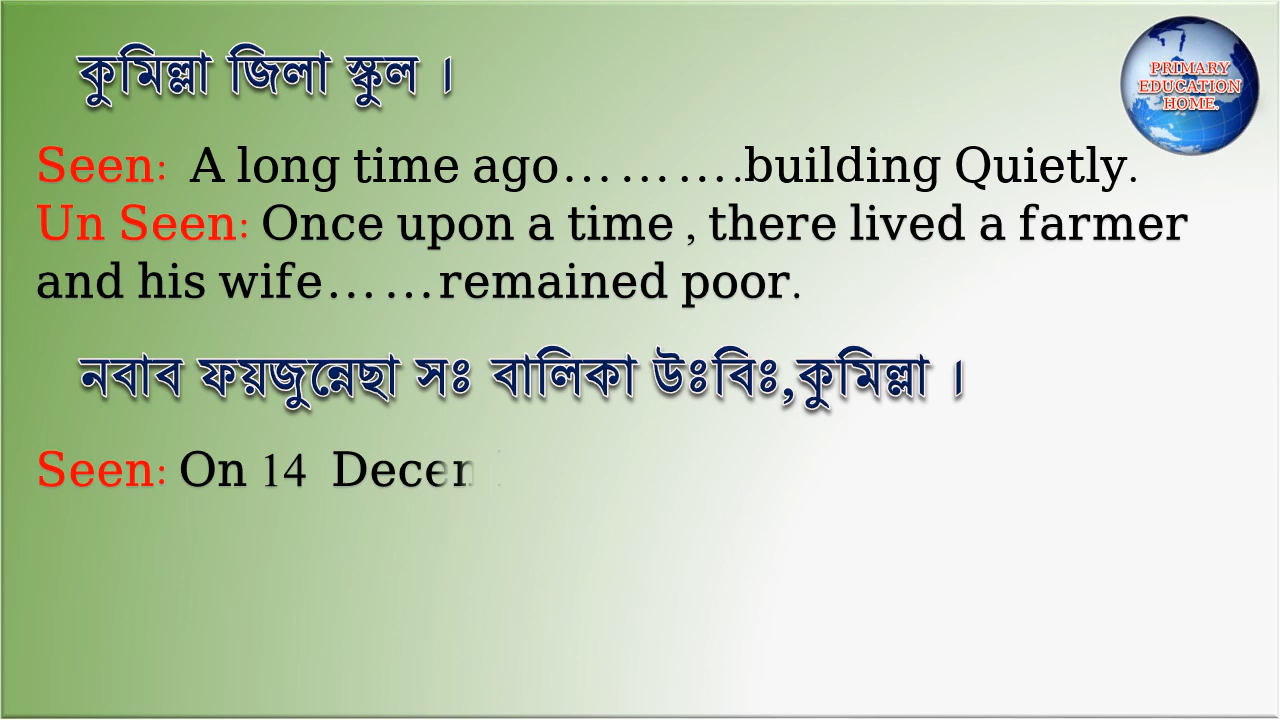 কুমিল্লা জিলা স্কুল ।
PRIMARY
EDUCATION
HOME.
Seen: A long time ago……….building Quietly.
Un Seen: Once upon a time , there lived a farmer
and his wife……remained poor.
নবাব ফয়জুন্নেছা সঃ বালিকা উঃবিঃ,কুমিল্লা ।
Seen: On 14